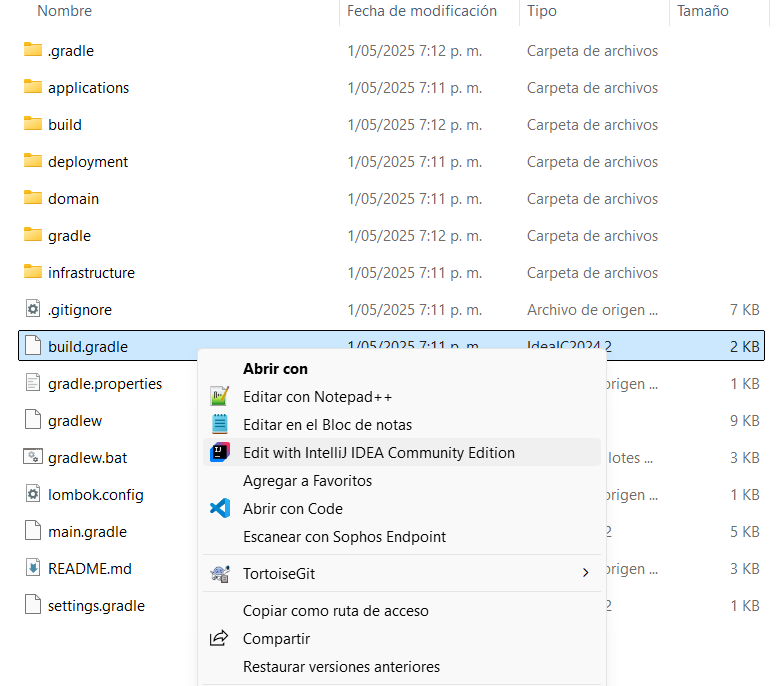 Nombre Fecha de modificación Tipo Tamaño
.gradle 1/05/2025 7:12 p. m. Carpeta de archivos
applications 1/05/2025 7:11 p. m. Carpeta de archivos
build 1/05/2025 7:12 p. m. Carpeta de archivos
deployment 1/05/2025 7:11 p. m. Carpeta de archivos
domain 1/05/2025 7:11 p. m. Carpeta de archivos
gradle 1/05/2025 7:12 p. m. Carpeta de archivos
infrastructure 1/05/2025 7:11 p. m. Carpeta de archivos
.gitignore 1/05/2025 7:11 p. m. Archivo de origen ... 7 KB
build.gradle 1/05/2025 7:11 p. m. IdeaIC2024.2 2 KB
gradle.properties origen ... 1 KB
gradlew 9 KB
gradlew.bat lotes ... 3 KB
lombok.config origen ... 1 KB
main.gradle 2 5 KB
README.md origen ... 3 KB
settings.gradle 2 1 KB
Abrir con
Editar con Notepad++
Editar en el Bloc de notas
Edit with IntelliJ IDEA Community Edition
Agregar a Favoritos
Abrir con Code
Escanear con Sophos Endpoint
TortoiseGit
Copiar como ruta de acceso
Compartir
Restaurar versiones anteriores